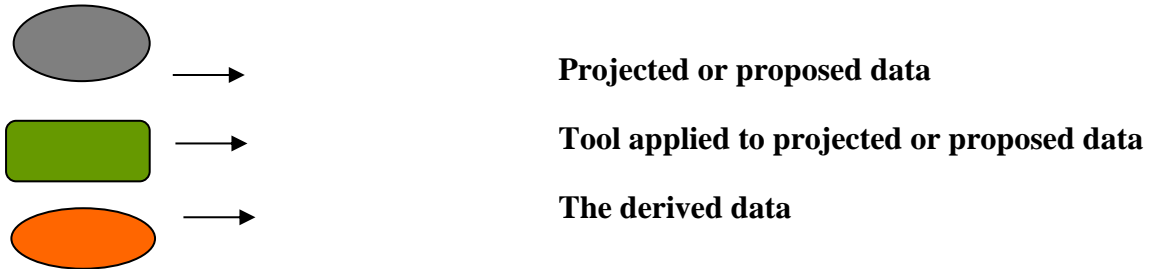 Projected or proposed data
Tool applied to projected or proposed data
The derived data